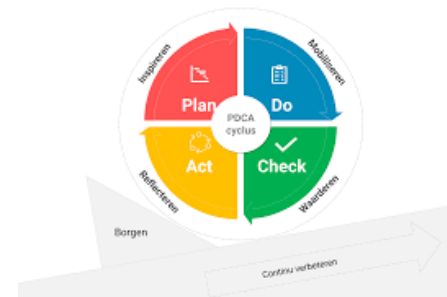 Inspireren
Mobiliseren
Plan
Do
PDCA
cyclus
Act
Check
Reflecteren
Waarderen
Borgen
Continu verbeteren